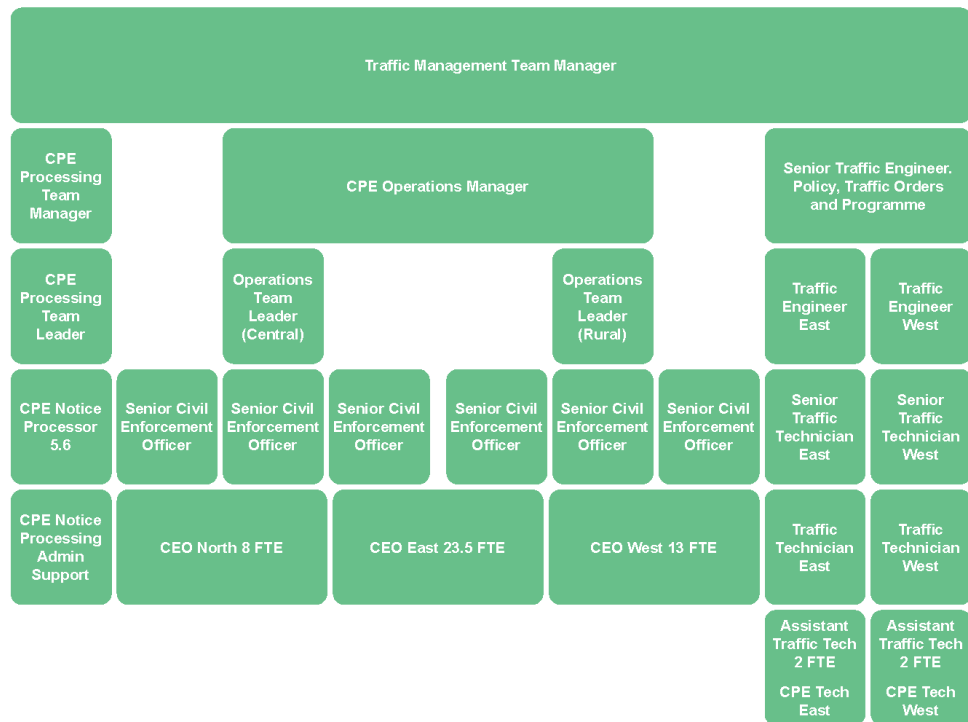 Traffic Management Team Manager
CPE
Processing
Team
Manager
CPE Operations Manager
Senior Traffic Engineer.
Policy, Traffic Orders
and Programme
CPE
Processing
Team
Leader
Operations
Team
Leader
(Central)
Operations
Team
Leader
(Rural)
Traffic
Engineer
East
Traffic
Engineer
West
CPE Notice
Processor
5.6
Senior Civil
Enforcement
Officer
Senior Civil
Enforcement
Officer
Senior Civil
Enforcement
Officer
Senior Civil
Enforcement
Officer
Senior Civil
Enforcement
Officer
Senior Civil
Enforcement
Officer
Senior
Traffic
Technician
East
Senior
Traffic
Technician
West
CPE Notice
Processing
Admin
Support
CEO North 8 FTE
CEO East 23.5 FTE
CEO West 13 FTE
Traffic
Technician
East
Traffic
Technician
West
Assistant
Traffic Tech
2 FTE
CPE Tech
East
Assistant
Traffic Tech
2 FTE
CPE Tech
West